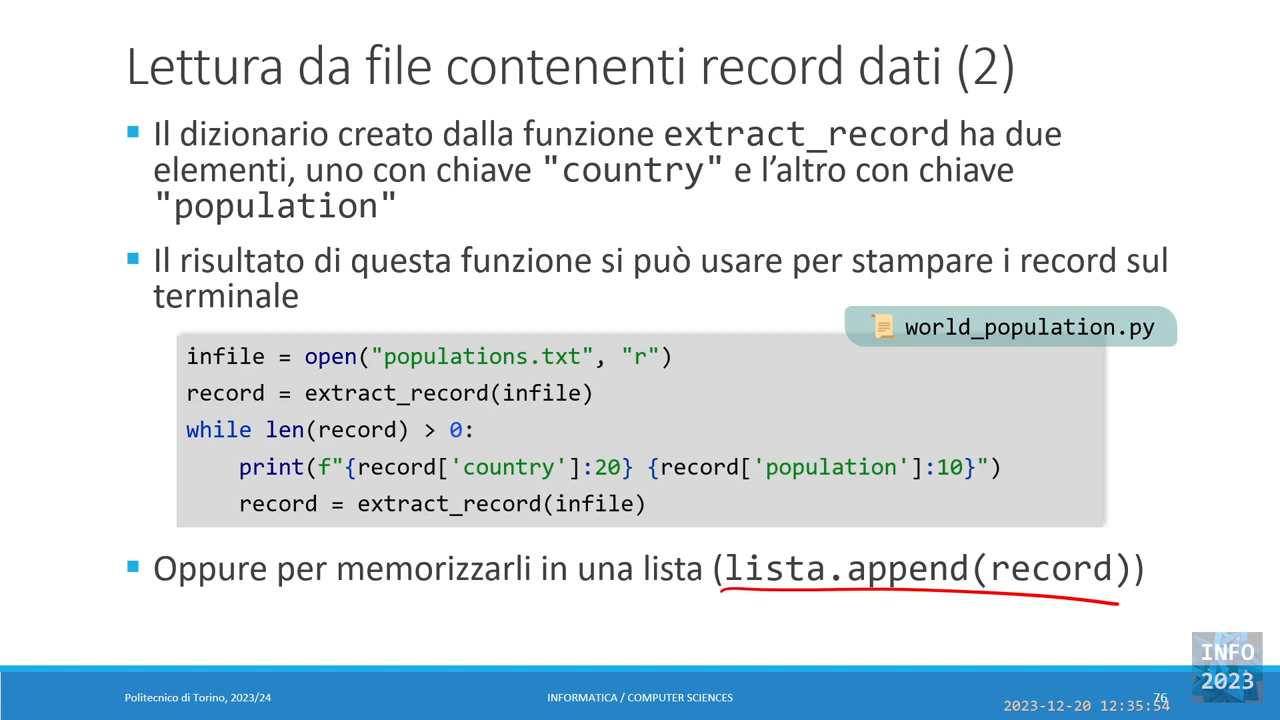 Lettura da file contenenti record dati (2)
Il dizionario creato dalla funzione extract_record ha due
elementi, uno con chiave "country" e l’altro con chiave
"population"
Il risultato di questa funzione si può usare per stampare i record sul
terminale
world_population.py
infile = open("populations.txt", "r")
record = extract_record(infile)
while len(record) > 0:
    print(f"{record['country']:20} {record['population']:10}")
    record = extract_record(infile)
Oppure per memorizzarli in una lista (lista.append(record))
INFO
2023
Politecnico di Torino, 2023/24
INFORMATICA / COMPUTER SCIENCES
76
2023-12-20 12:35:54